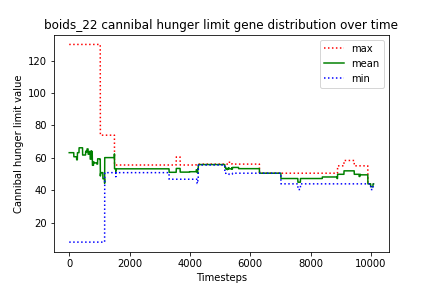 boids_22 cannibal hunger limit gene distribution over time
max
mean
min
Cannibal hunger limit value
120
100
80
60
40
20
0
2000
4000
6000
8000
10000
Timesteps